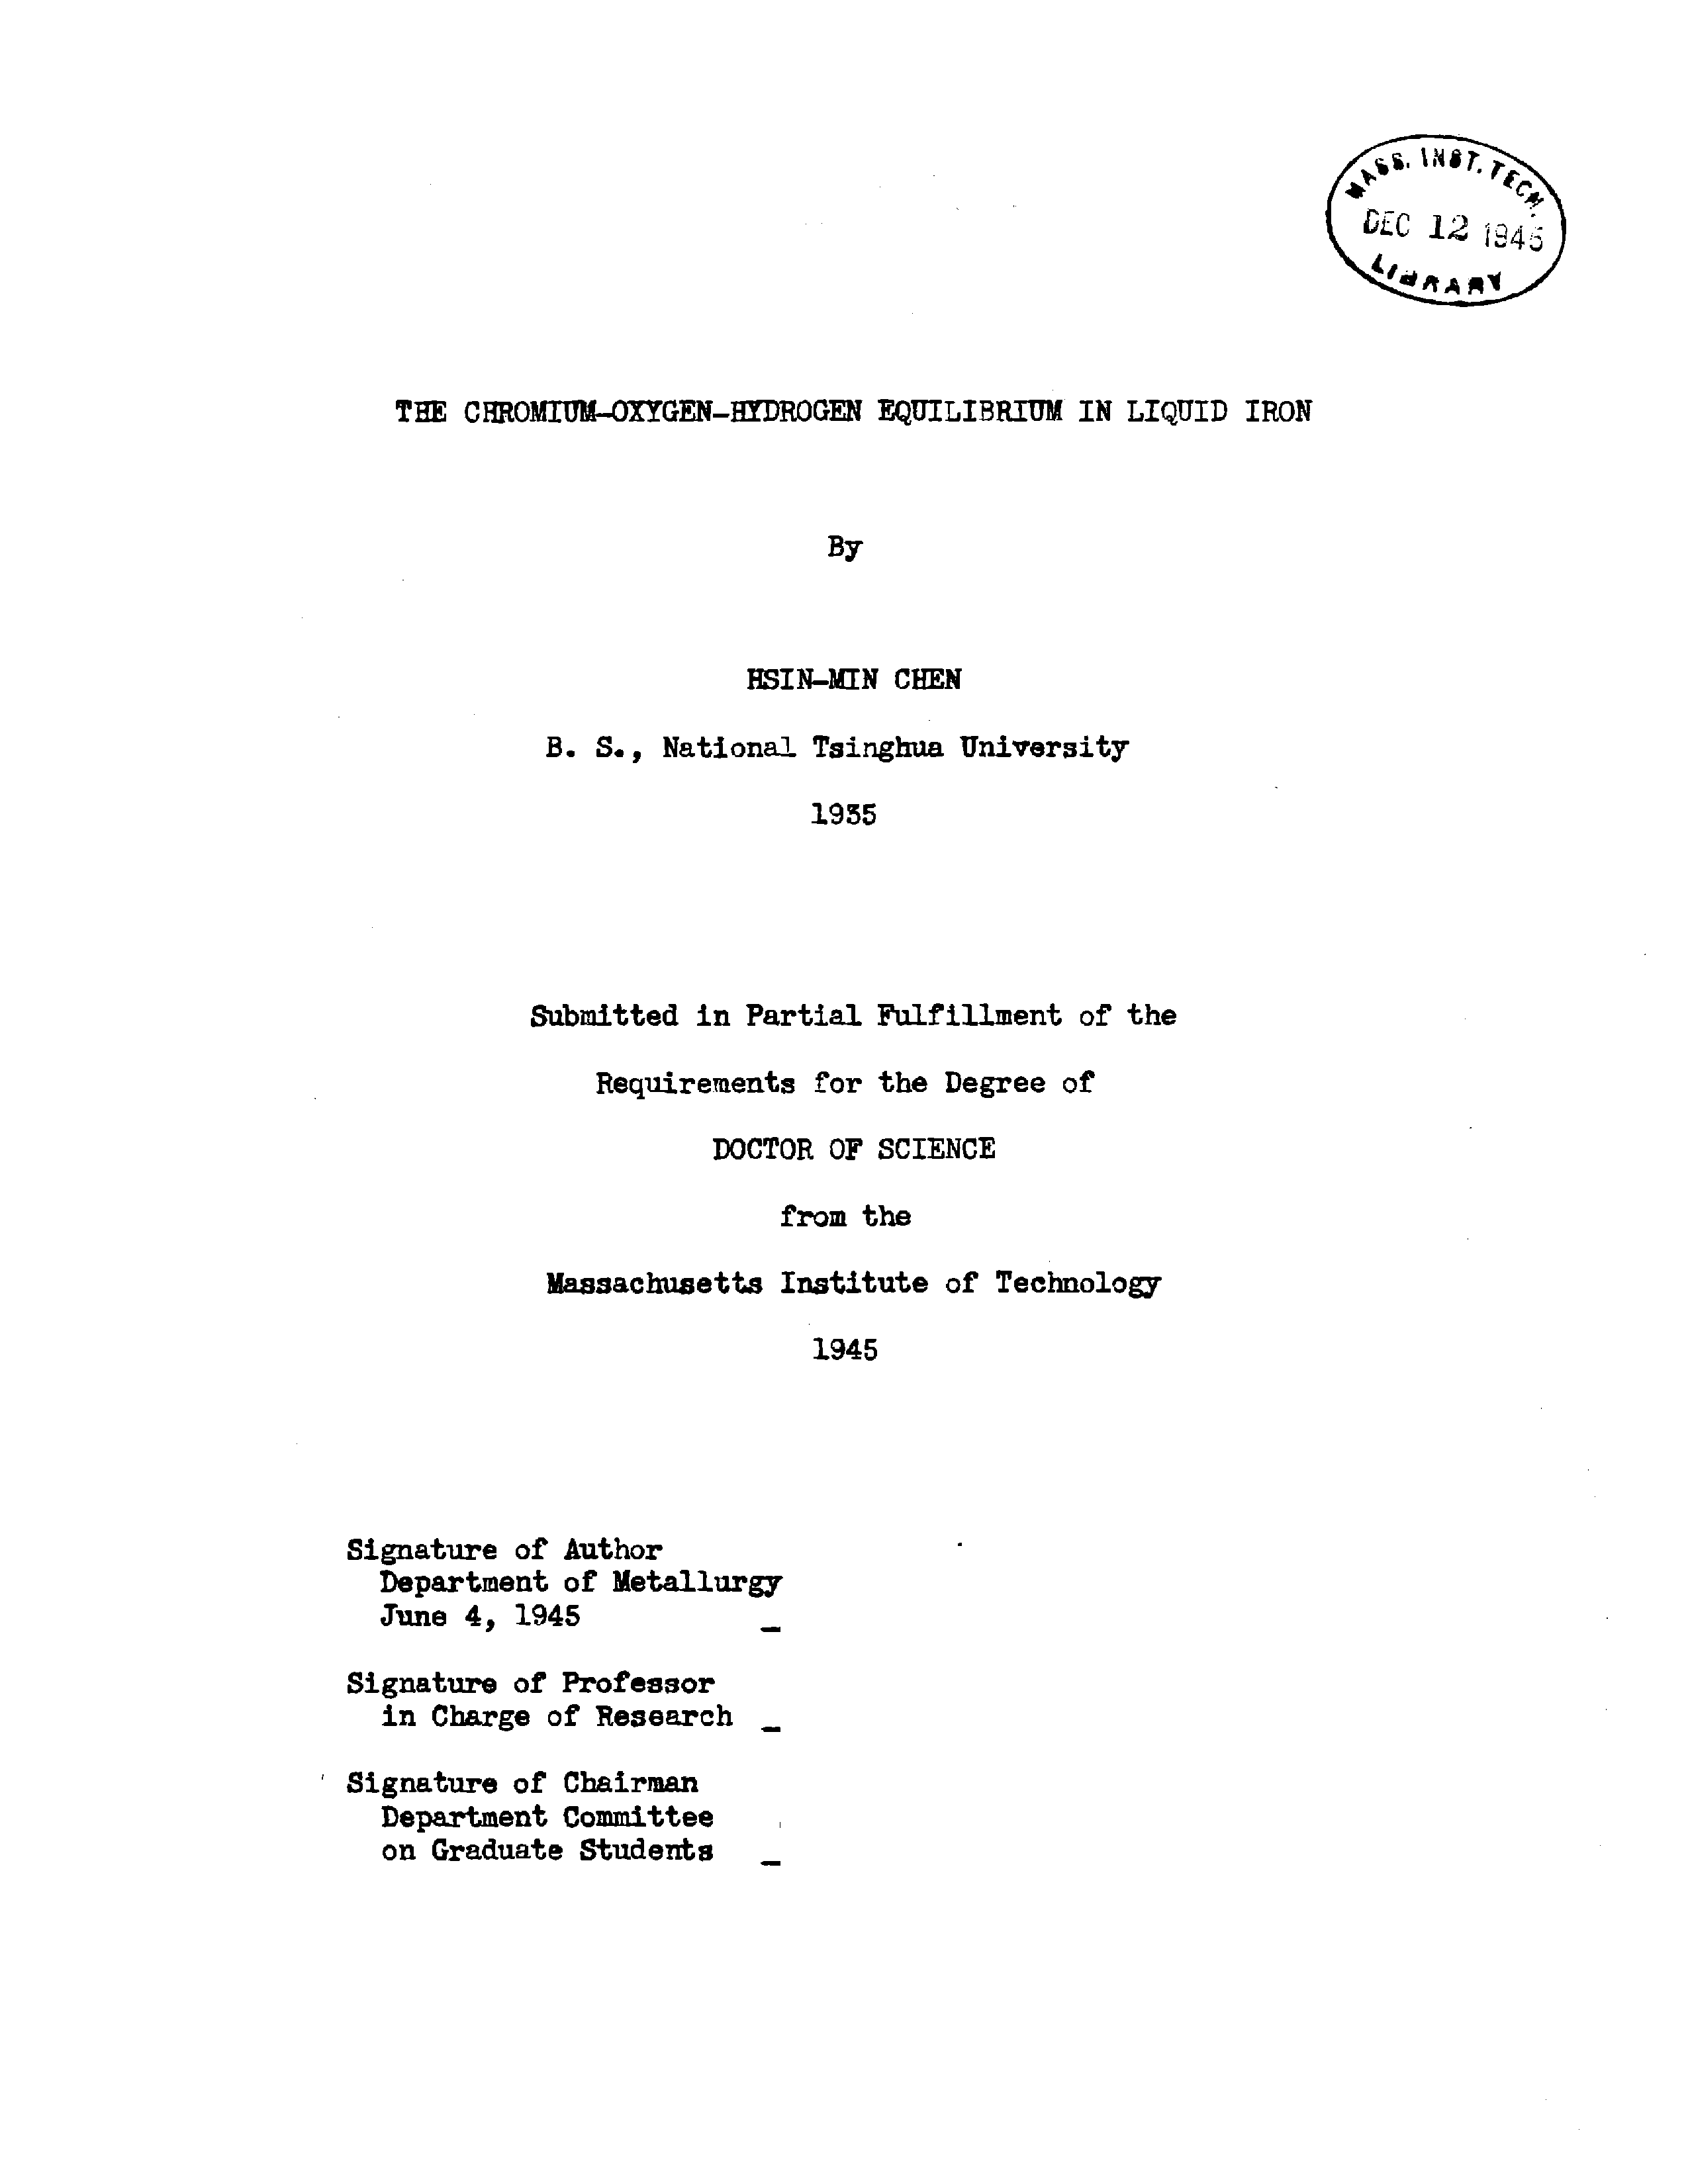 MASS. INST. TECH.
DEC 12 1945
LIBRARY
THE CHROMIUM-OXYGEN-HYDROGEN EQUILIBRIUM IN LIQUID IRON
By
HSIN-MIN CHEN
B. S., National Tsinghua University
1935
Submitted in Partial Fulfillment of the
Requirements for the Degree of
DOCTOR OF SCIENCE
from the
Massachusetts Institute of Technology
1945
Signature of Author
Department of Metallurgy
June 4, 1945
Signature of Professor
in Charge of Research
Signature of Chairman
Department Committee
on Graduate Students